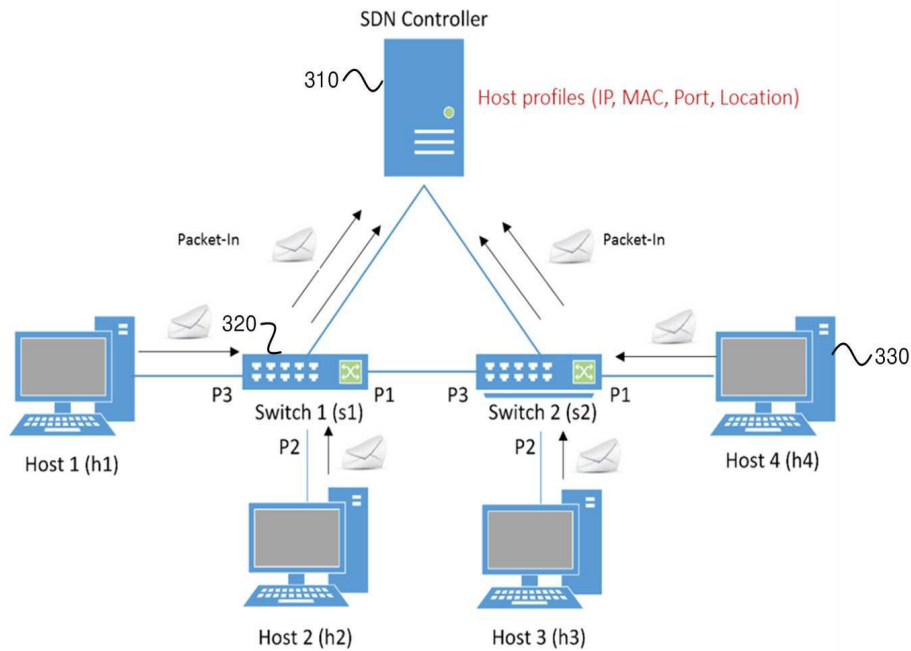 SDN Controller
310
Host profiles (IP, MAC, Port, Location)
Packet-In
Packet-In
320
330
P3
P1
P3
P1
Switch 1 (s1)
Switch 2 (s2)
P2
P2
Host 1 (h1)
Host 4 (h4)
Host 2 (h2)
Host 3 (h3)